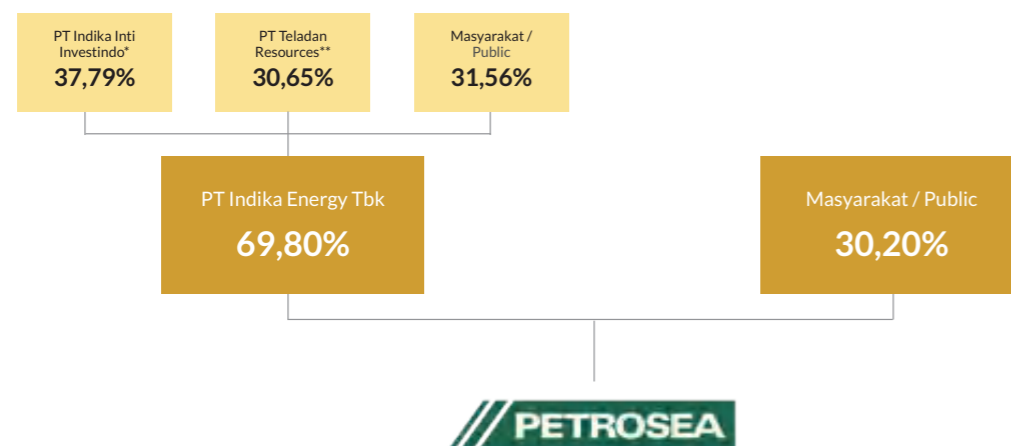 PT Indika Inti
Investindo*
37,79%
PT Teladan
Resources**
30,65%
Masyarakat /
Public
31,56%
PT Indika Energy Tbk
69,80%
Masyarakat / Public
30,20%
PETROSEA